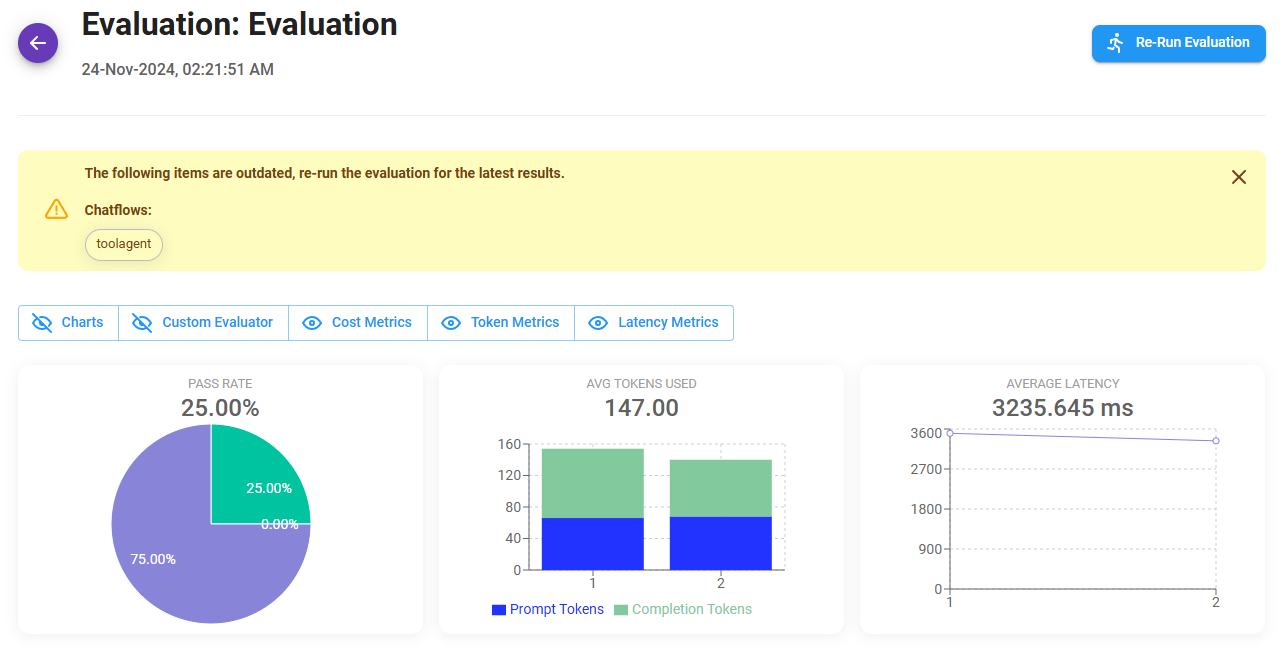 Evaluation: Evaluation
24-Nov-2024, 02:21:51 AM
Re-Run Evaluation
The following items are outdated, re-run the evaluation for the latest results.
Chatflows:
toolagent
Charts
Custom Evaluator
Cost Metrics
Token Metrics
Latency Metrics
PASS RATE
25.00%
25.00%
0.00%
75.00%
AVG TOKENS USED
147.00
160
120
80
40
0
1 2
Prompt Tokens Completion Tokens
AVERAGE LATENCY
3235.645 ms
3600
2700
1800
900
0
1 2